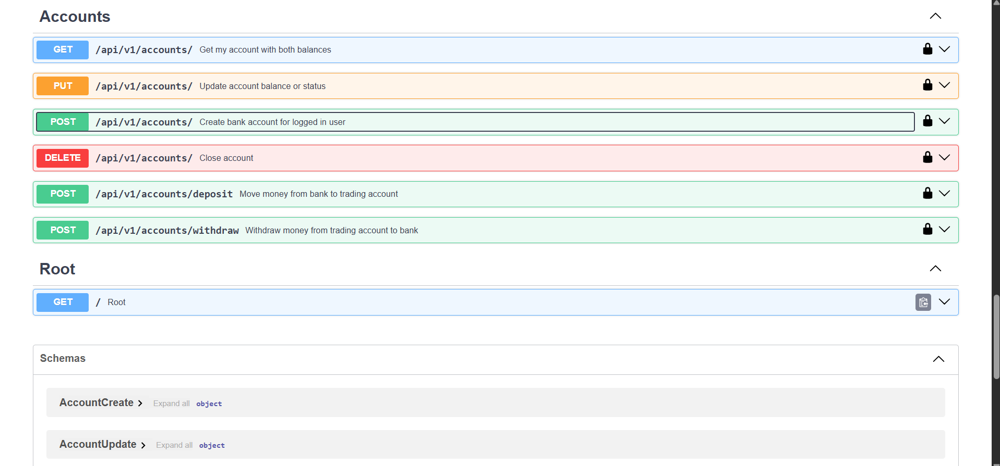 Accounts
GET /api/v1/accounts/ Get my account with both balances
PUT /api/v1/accounts/ Update account balance or status
POST /api/v1/accounts/ Create bank account for logged in user
DELETE /api/v1/accounts/ Close account
POST /api/v1/accounts/deposit Move money from bank to trading account
POST /api/v1/accounts/withdraw Withdraw money from trading account to bank
Root
GET / Root
Schemas
AccountCreate Expand all object
AccountUpdate Expand all object